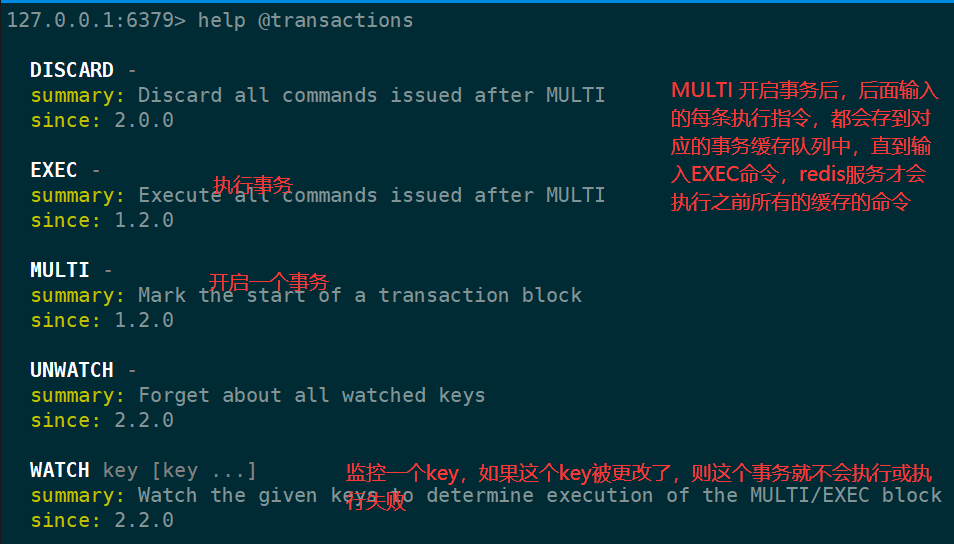 127.0.0.1:6379> help @transactions
DISCARD -
summary: Discard all commands issued after MULTI
since: 2.0.0
MULTI 开启事务后，后面输入
的每条执行指令，都会存到对
应的事务缓存队列中，直到输
入EXEC命令，redis服务才会
执行之前所有的缓存的命令
EXEC -
执行事务
summary: Execute all commands issued after MULTI
since: 1.2.0
MULTI -
开启一个事务
summary: Mark the start of a transaction block
since: 1.2.0
UNWATCH -
summary: Forget about all watched keys
since: 2.2.0
WATCH key [key ...]
监控一个key，如果这个key被更改了，则这个事务就不会执行或执
行失败
summary: Watch the given keys to determine execution of the MULTI/EXEC block
since: 2.2.0